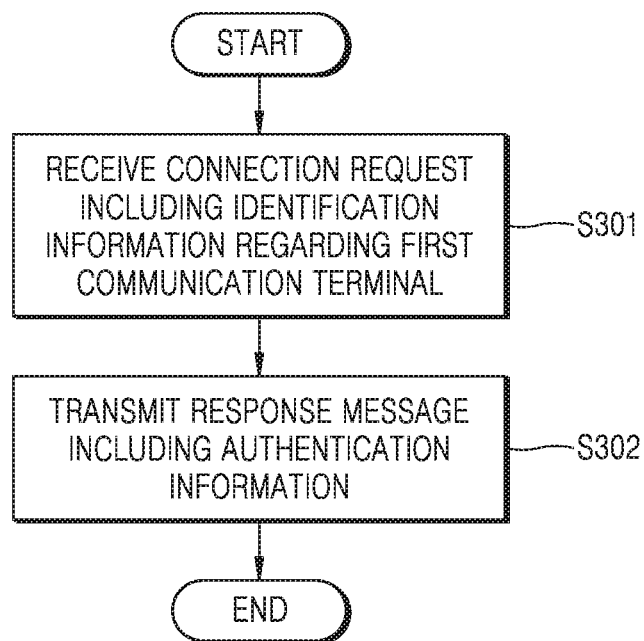 START
RECEIVE CONNECTION REQUEST
INCLUDING IDENTIFICATION
INFORMATION REGARDING FIRST
COMMUNICATION TERMINAL
S301
TRANSMIT RESPONSE MESSAGE
INCLUDING AUTHENTICATION
INFORMATION
S302
END